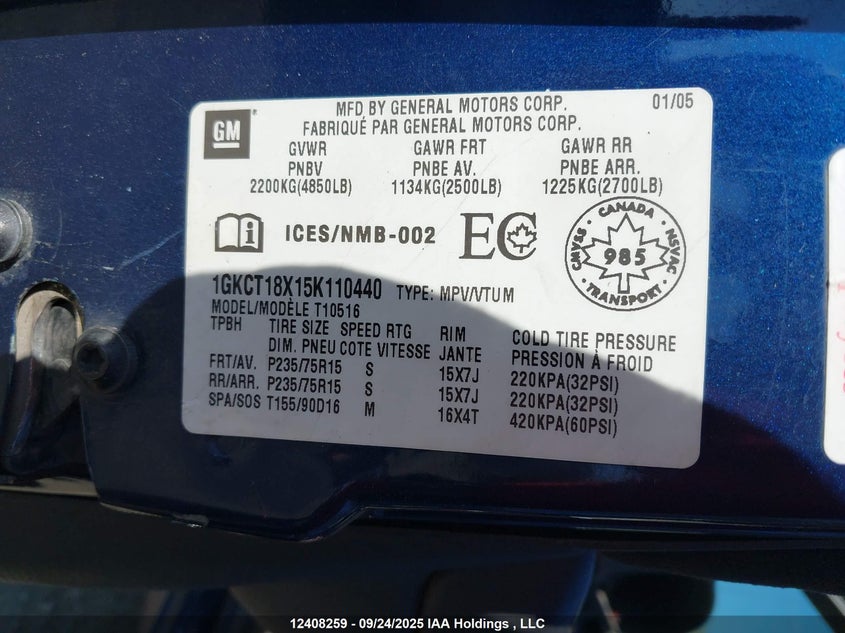 GM
MFD BY GENERAL MOTORS CORP. 01/05
FABRIQUÉ PAR GENERAL MOTORS CORP.
GVWR GAWR FRT GAWR RR
PNBV PNBE AV. PNBE ARR.
2200KG(4850LB) 1134KG(2500LB) 1225KG(2700LB)
ICES/NMB-002 EC
CANADA
CMVSS 985 NSVAC
TRANSPORT
1GKCT18X15K110440 TYPE: MPV/VTUM
MODEL/MODÈLE T10516
TPBH TIRE SIZE SPEED RTG RIM COLD TIRE PRESSURE
DIM. PNEU COTE VITESSE JANTE PRESSION À FROID
FRT/AV. P235/75R15 S 15X7J 220KPA(32PSI)
RR/ARR. P235/75R15 S 15X7J 220KPA(32PSI)
SPA/SOS T155/90D16 M 16X4T 420KPA(60PSI)
12408259 - 09/24/2025 IAA Holdings , LLC